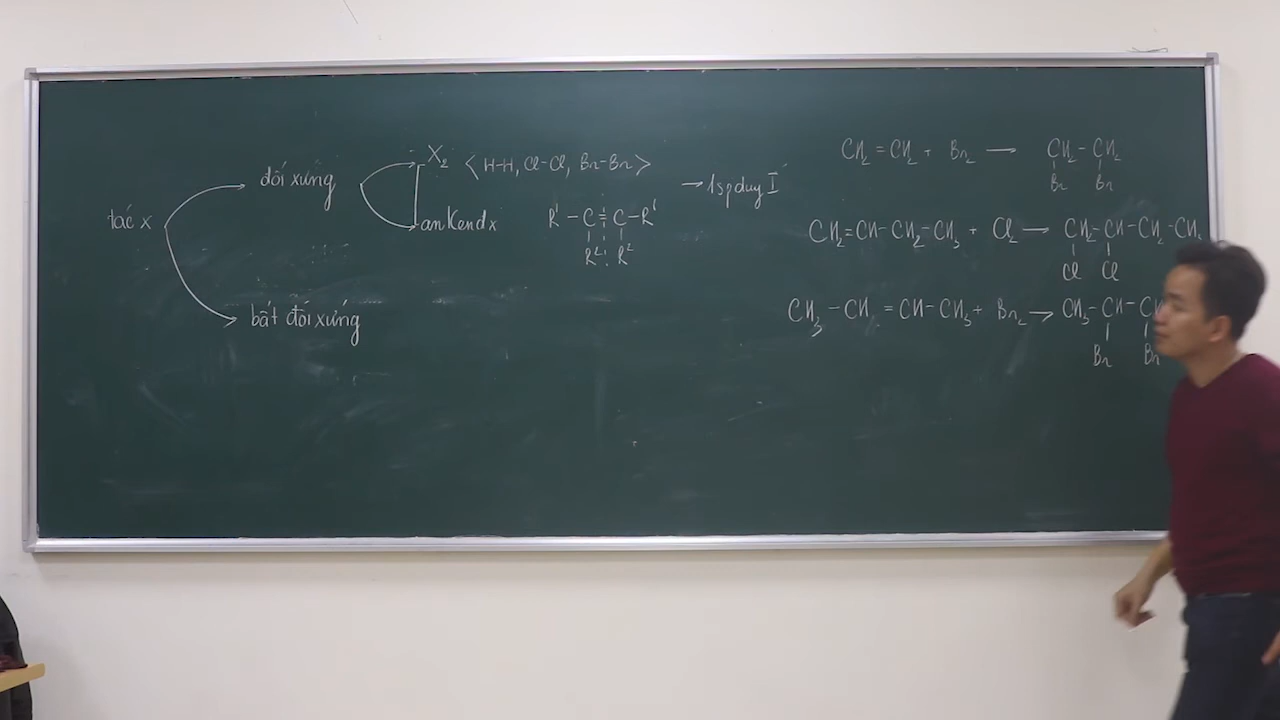 tác x
đối xứng
X₂ < H-H, Cl-Cl, Br-Br >
anken đx
R¹-C=C-R¹
R² R²
→ 1 sp duy I
bất đối xứng
CH₂=CH₂ + Br₂ → CH₂-CH₂
Br Br
CH₂=CH-CH₂-CH₃ + Cl₂ → CH₂-CH-CH₂-CH₃
Cl Cl
CH₃-CH=CH-CH₃ + Br₂ → CH₃-CH-C
Br Br